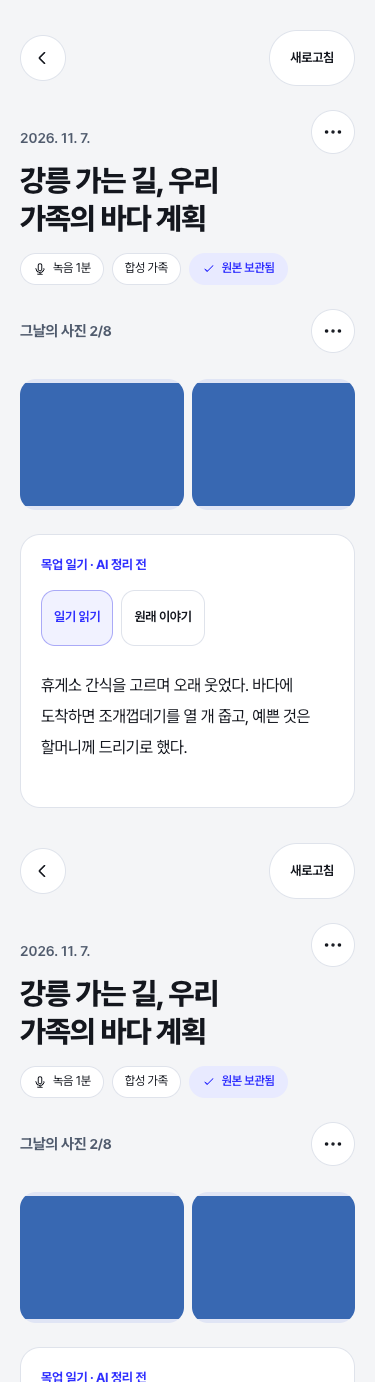 새로고침
2026. 11. 7.
강릉 가는 길, 우리
가족의 바다 계획
녹음 1분
합성 가족
원본 보관됨
그날의 사진 2/8
목업 일기 · AI 정리 전
일기 읽기
원래 이야기
휴게소 간식을 고르며 오래 웃었다. 바다에
도착하면 조개껍데기를 열 개 줍고, 예쁜 것은
할머니께 드리기로 했다.
새로고침
2026. 11. 7.
강릉 가는 길, 우리
가족의 바다 계획
녹음 1분
합성 가족
원본 보관됨
그날의 사진 2/8
목업 일기 · AI 정리 전